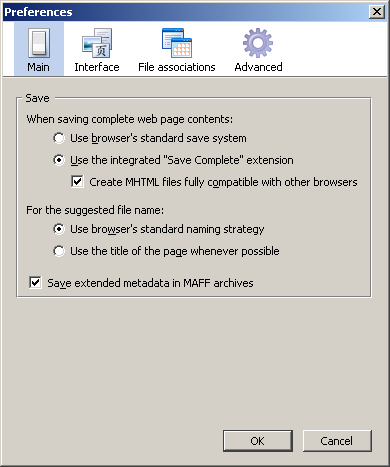 Preferences
Main Interface File associations Advanced
Save
When saving complete web page contents:
Use browser's standard save system
Use the integrated "Save Complete" extension
Create MHTML files fully compatible with other browsers
For the suggested file name:
Use browser's standard naming strategy
Use the title of the page whenever possible
Save extended metadata in MAFF archives
OK Cancel